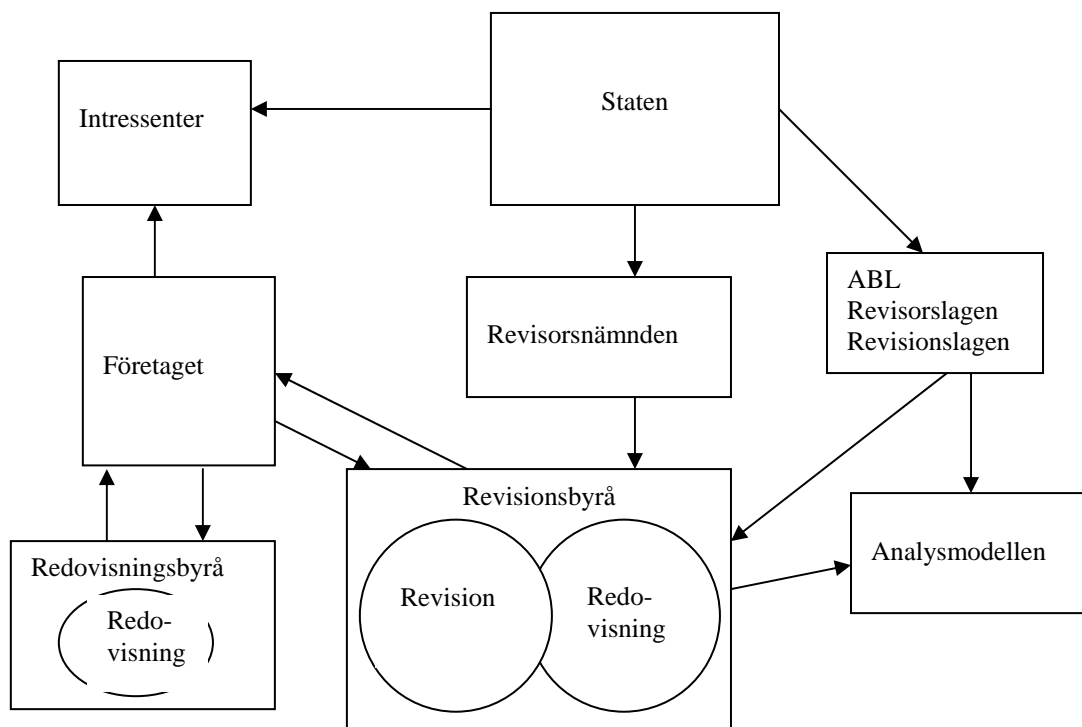 Staten
Intressenter
ABL
Revisorslagen
Revisionslagen
Revisorsnämnden
Företaget
Revisionsbyrå
Analysmodellen
Redovisningsbyrå
Revision
Redo-
visning
Redo-
visning